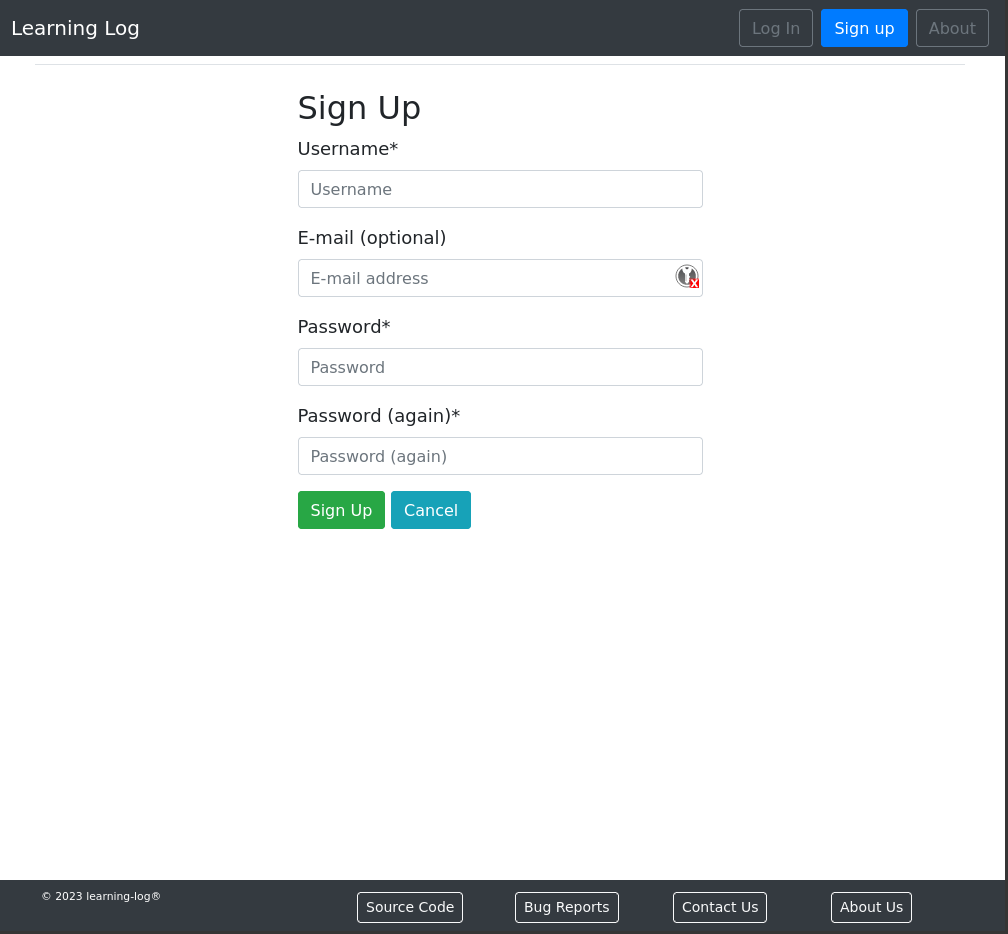 Learning Log Log In Sign up About
Sign Up
Username*
Username
E-mail (optional)
E-mail address
Password*
Password
Password (again)*
Password (again)
Sign Up Cancel
© 2023 learning-log® Source Code Bug Reports Contact Us About Us